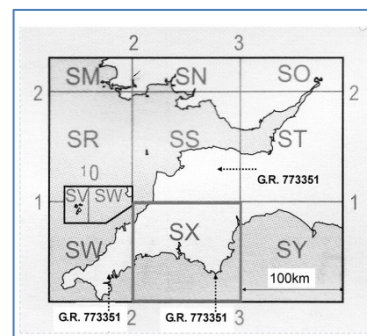 2 3
SM SN SO
2 2
SR SS ST
10
SV SW
G.R. 773351
1 1
SW SX SY
100km
G.R. 773351 G.R. 773351
2 3